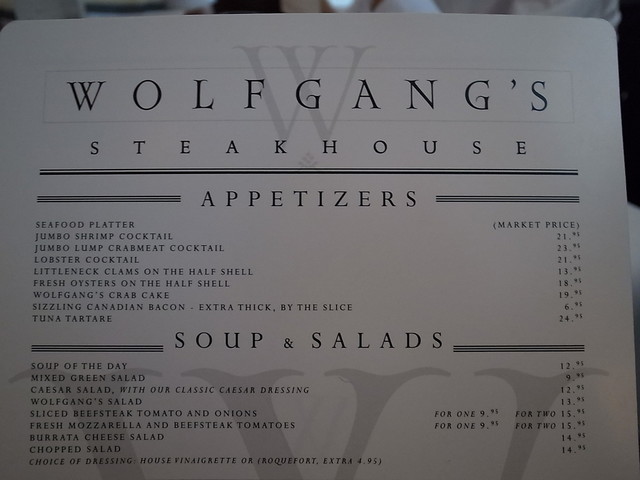 WOLFGANG'S
STEAKHOUSE
APPETIZERS
SEAFOOD PLATTER (MARKET PRICE)
JUMBO SHRIMP COCKTAIL 21.95
JUMBO LUMP CRABMEAT COCKTAIL 23.95
LOBSTER COCKTAIL 21.95
LITTLENECK CLAMS ON THE HALF SHELL 13.95
FRESH OYSTERS ON THE HALF SHELL 18.95
WOLFGANG'S CRAB CAKE 19.95
SIZZLING CANADIAN BACON - EXTRA THICK, BY THE SLICE 6.95
TUNA TARTARE 24.95
SOUP & SALADS
SOUP OF THE DAY 12.95
MIXED GREEN SALAD 9.95
CAESAR SALAD, WITH OUR CLASSIC CAESAR DRESSING 12.95
WOLFGANG'S SALAD 13.95
SLICED BEEFSTEAK TOMATO AND ONIONS FOR ONE 9.95 FOR TWO 15.95
FRESH MOZZARELLA AND BEEFSTEAK TOMATOES FOR ONE 9.95 FOR TWO 15.95
BURRATA CHEESE SALAD 14.95
CHOPPED SALAD 14.95
CHOICE OF DRESSING: HOUSE VINAIGRETTE OR (ROQUEFORT, EXTRA 4.95)